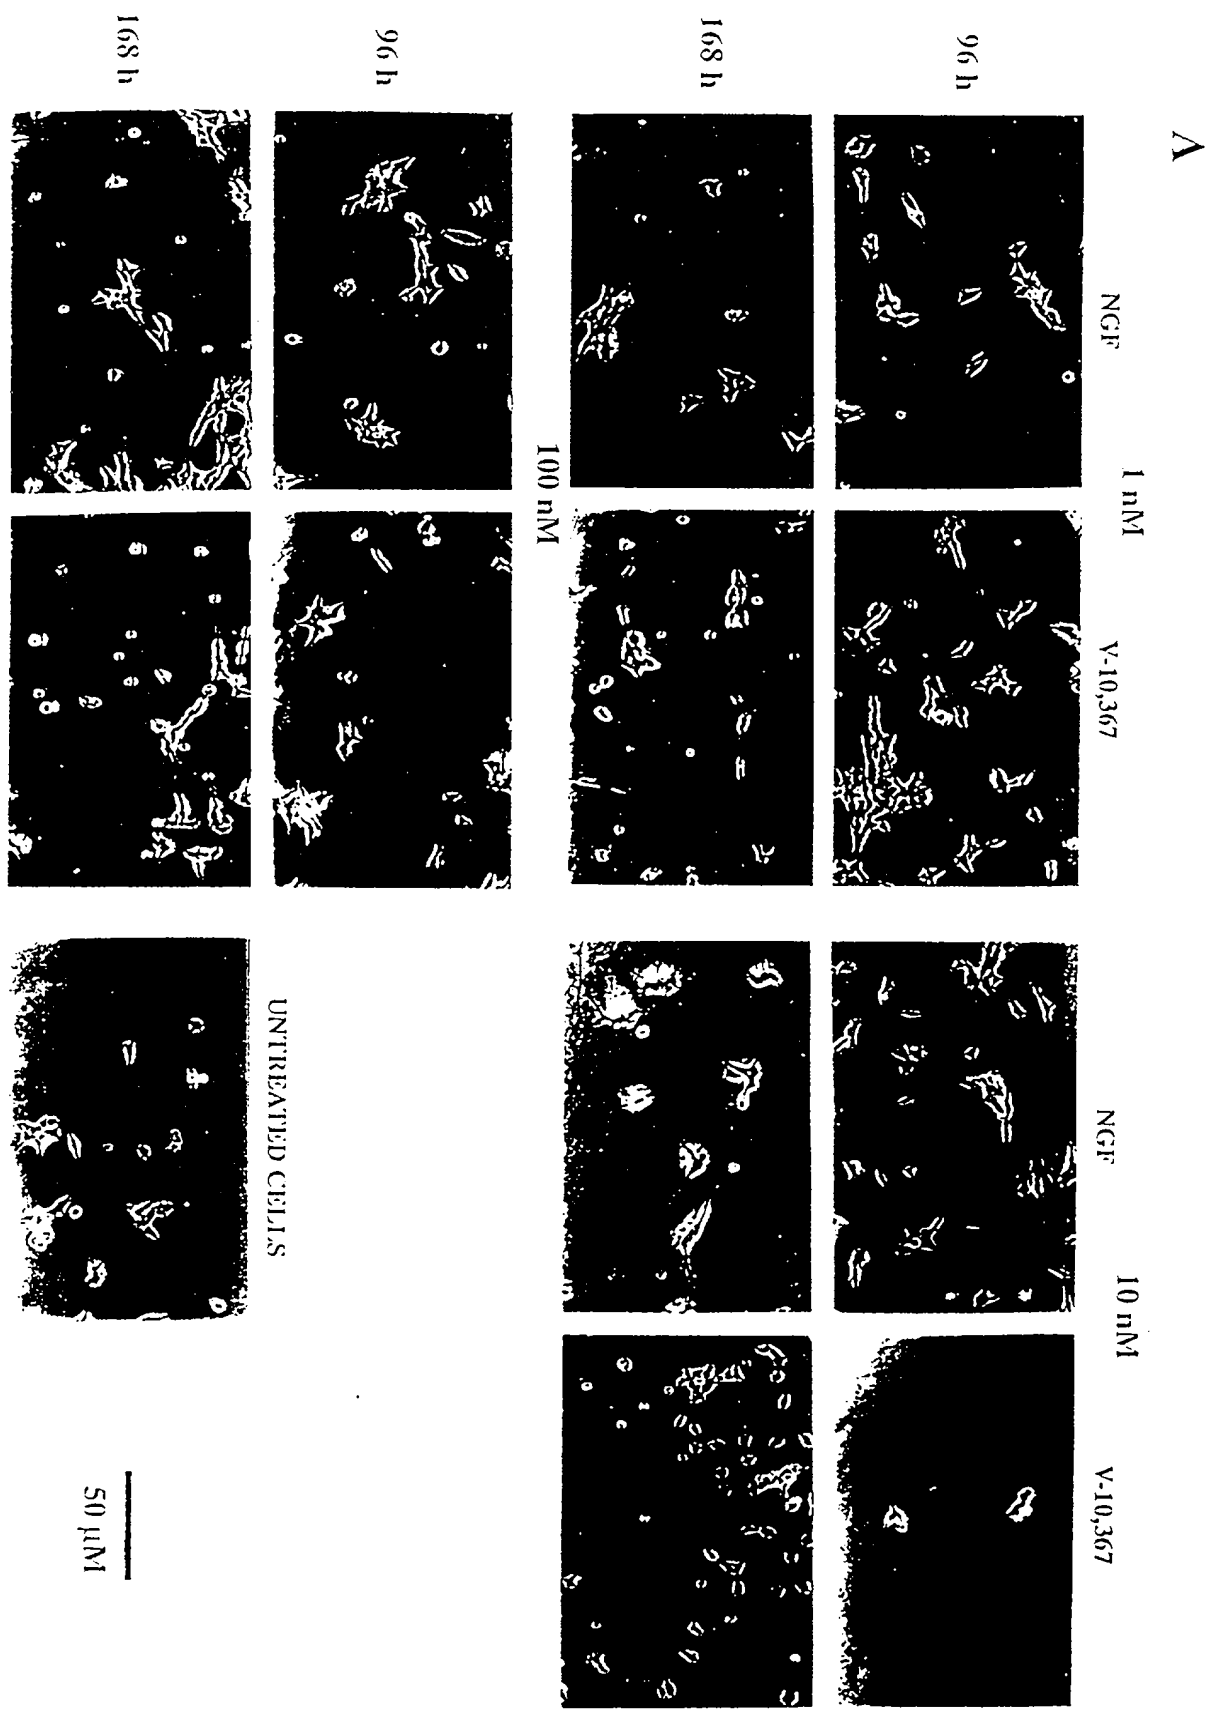 A
1 nM
10 nM
NGF
V-10,367
NGF
V-10,367
96 h
168 h
100 nM
96 h
UNTREATED CELLS
168 h
50 µM